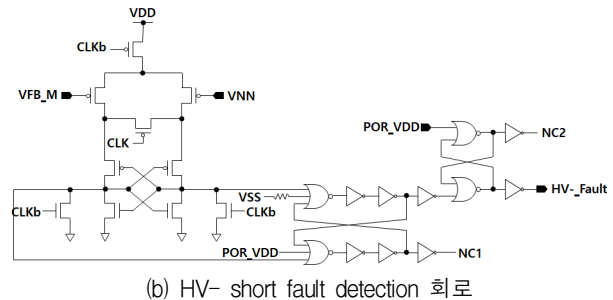 VDD
CLKb
VFB_M
VNN
CLK
POR_VDD
NC2
VSS
HV-_Fault
CLKb
CLKb
POR_VDD
NC1
(b) HV- short fault detection 회로